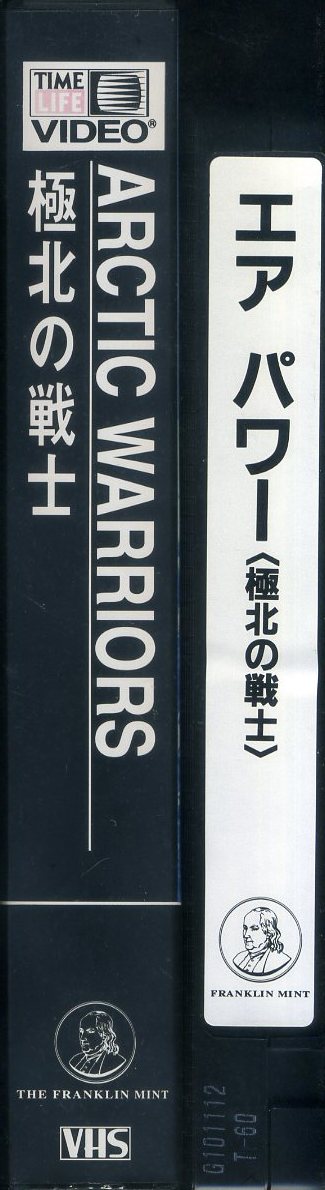 TIME
LIFE
VIDEO®
ARCTIC WARRIORS
極北の戦士
THE FRANKLIN MINT
VHS
エア パワー〈極北の戦士〉
FRANKLIN MINT
G101112
T-60